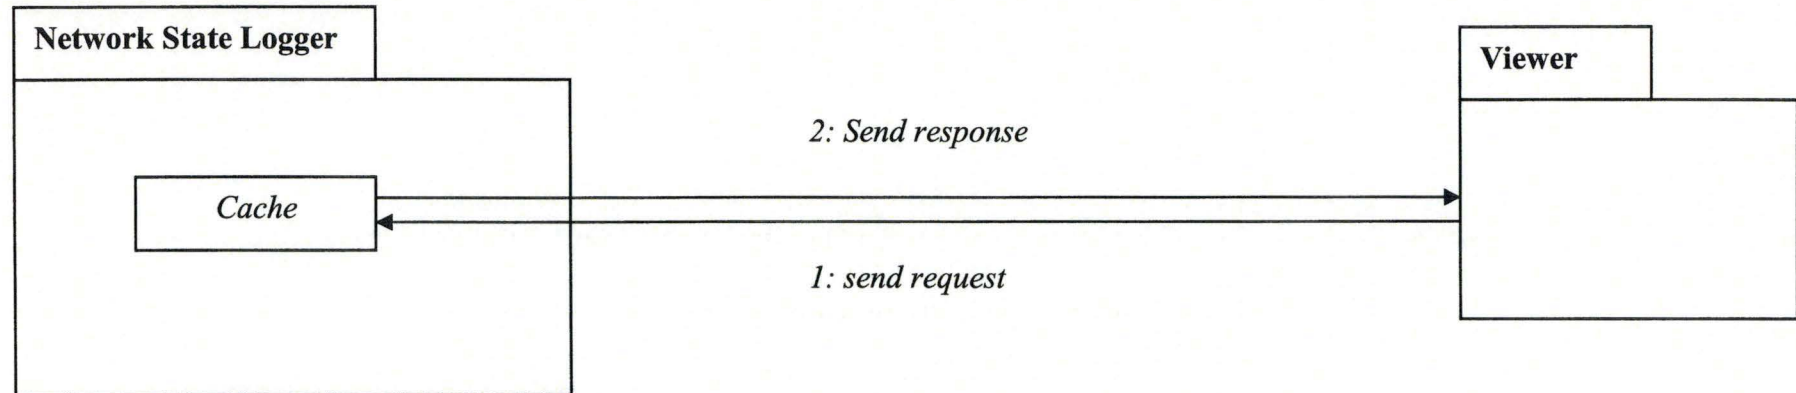 Network State Logger
Viewer
2: Send response
Cache
1: send request